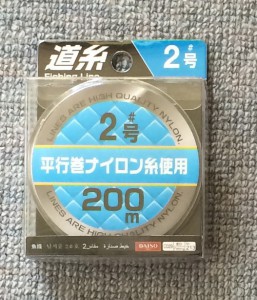 道糸
Fishing Line
2号
LINES ARE HIGH QUALITY NYLON.
#
2号
平行巻ナイロン糸使用
200m
LINES ARE HIGH QUALITY NYLON.
DAISO